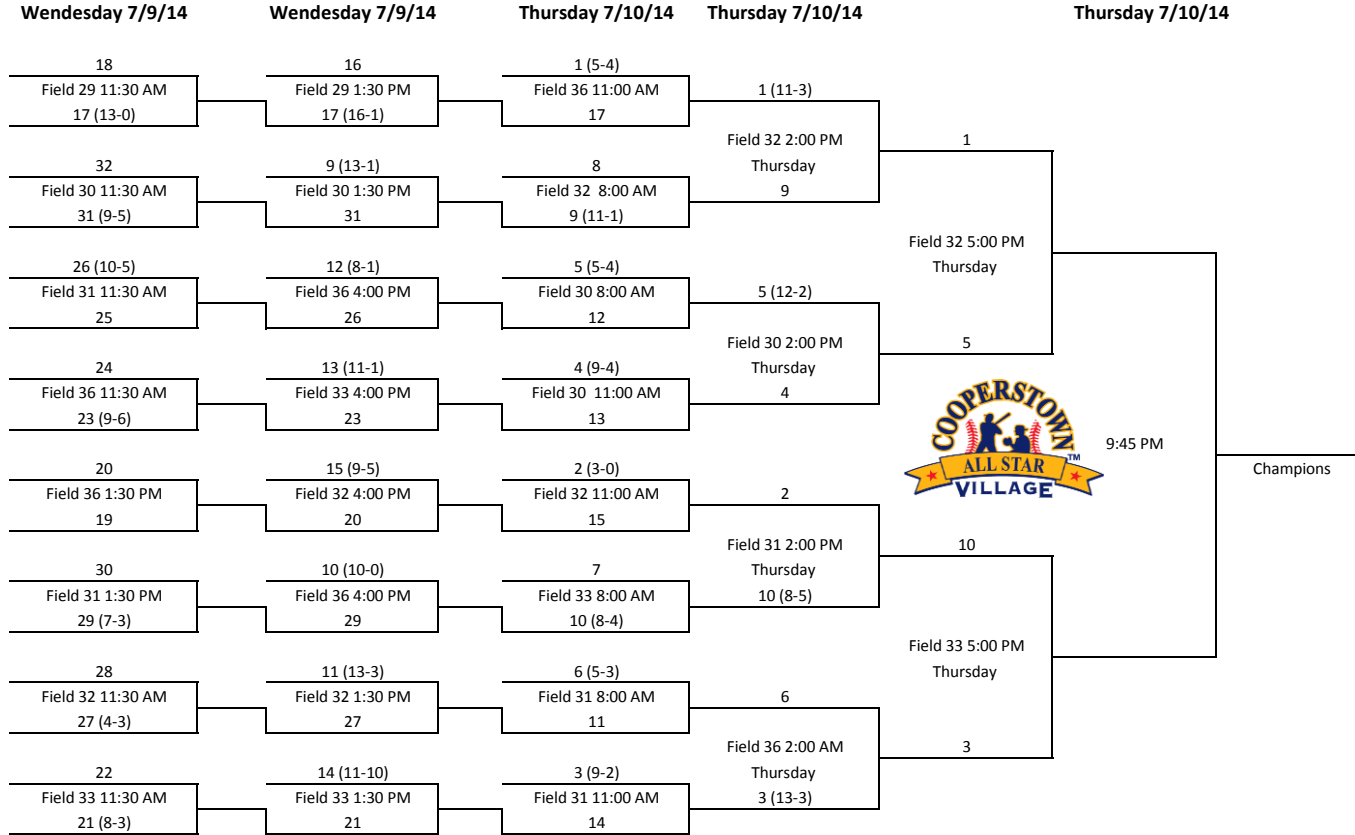 Wendesday 7/9/14
Wendesday 7/9/14
Thursday 7/10/14
Thursday 7/10/14
Thursday 7/10/14
18
Field 29 11:30 AM
17 (13-0)
32
Field 30 11:30 AM
31 (9-5)
26 (10-5)
Field 31 11:30 AM
25
24
Field 36 11:30 AM
23 (9-6)
20
Field 36 1:30 PM
19
30
Field 31 1:30 PM
29 (7-3)
28
Field 32 11:30 AM
27 (4-3)
22
Field 33 11:30 AM
21 (8-3)
16
Field 29 1:30 PM
17 (16-1)
9 (13-1)
Field 30 1:30 PM
31
12 (8-1)
Field 36 4:00 PM
26
13 (11-1)
Field 33 4:00 PM
23
15 (9-5)
Field 32 4:00 PM
20
10 (10-0)
Field 36 4:00 PM
29
11 (13-3)
Field 32 1:30 PM
27
14 (11-10)
Field 33 1:30 PM
21
1 (5-4)
Field 36 11:00 AM
17
8
Field 32 8:00 AM
9 (11-1)
5 (5-4)
Field 30 8:00 AM
12
4 (9-4)
Field 30 11:00 AM
13
2 (3-0)
Field 32 11:00 AM
15
7
Field 33 8:00 AM
10 (8-4)
6 (5-3)
Field 31 8:00 AM
11
3 (9-2)
Field 31 11:00 AM
14
1 (11-3)
Field 32 2:00 PM
Thursday
9
5 (12-2)
Field 30 2:00 PM
Thursday
4
2
Field 31 2:00 PM
Thursday
10 (8-5)
6
Field 36 2:00 AM
Thursday
3 (13-3)
1
Field 32 5:00 PM
Thursday
5
COOPERSTOWN
ALL STAR
VILLAGE
TM
10
Field 33 5:00 PM
Thursday
3
9:45 PM
Champions